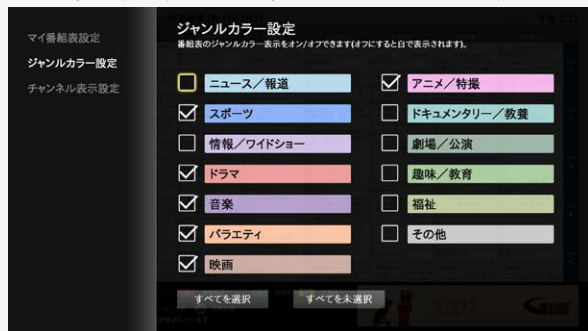 マイ番組表設定
ジャンルカラー設定
チャンネル表示設定
ジャンルカラー設定
番組表のジャンルカラー表示をオン/オフできます(オフにすると白で表示されます)。
ニュース／報道
スポーツ
情報／ワイドショー
ドラマ
音楽
バラエティ
映画
アニメ／特撮
ドキュメンタリー／教養
劇場／公演
趣味／教育
福祉
その他
すべてを選択
すべてを未選択